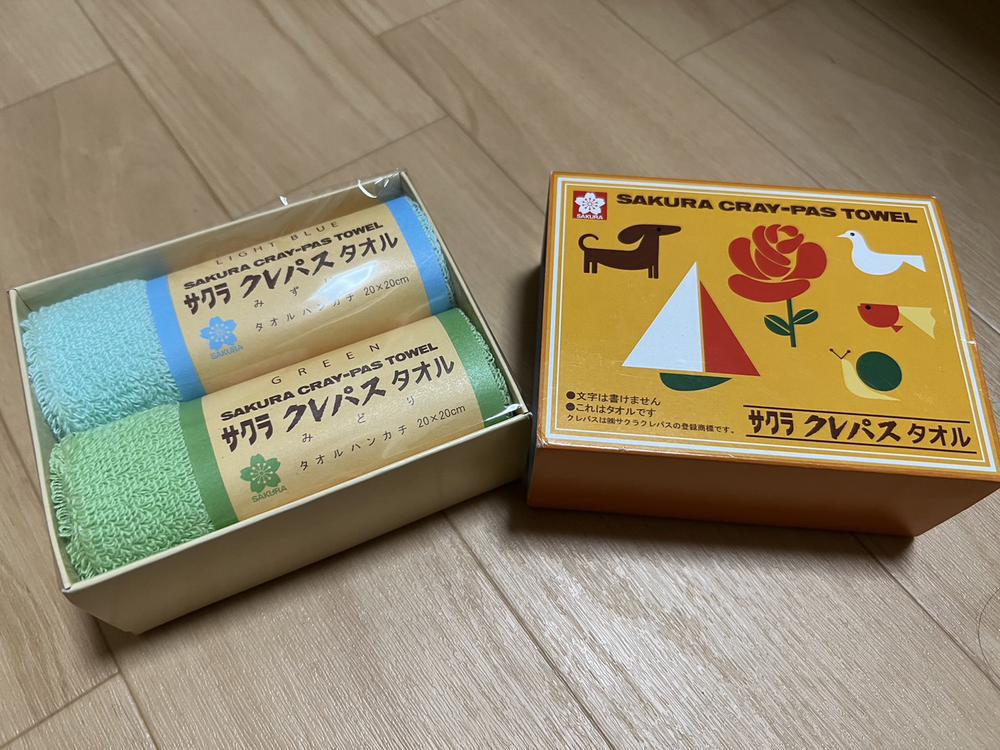 LIGHT BLUE
SAKURA CRAY-PAS TOWEL
サクラ クレパス タオル
みず
タオルハンカチ 20×20cm
SAKURA
GREEN
SAKURA CRAY-PAS TOWEL
サクラ クレパス タオル
みどり
タオルハンカチ 20×20cm
SAKURA
SAKURA
SAKURA CRAY-PAS TOWEL
●文字は書けません
●これはタオルです
クレパスは㈱サクラクレパスの登録商標です。
サクラ クレパス タオル